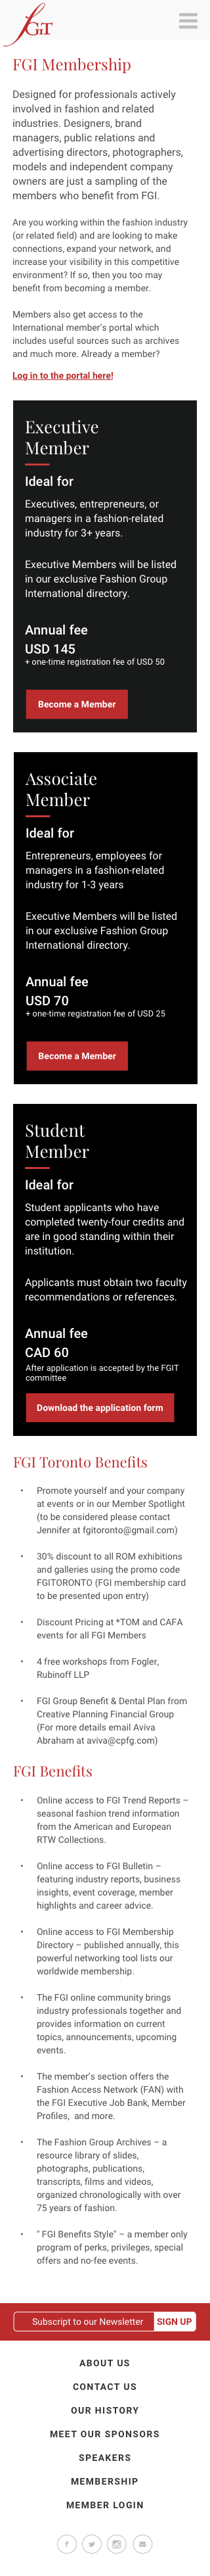 FGT
FGI Membership
Designed for professionals actively
involved in fashion and related
industries. Designers, brand
managers, public relations and
advertising directors, photographers,
models and independent company
owners are just a sampling of the
members who benefit from FGI.
Are you working within the fashion industry
(or related field) and are looking to make
connections, expand your network, and
increase your visibility in this competitive
environment? If so, then you too may
benefit from becoming a member.
Members also get access to the
International member's portal which
includes useful sources such as archives
and much more. Already a member?
Log in to the portal here!
Executive
Member
Ideal for
Executives, entrepreneurs, or
managers in a fashion-related
industry for 3+ years.
Executive Members will be listed
in our exclusive Fashion Group
International directory.
Annual fee
USD 145
+ one-time registration fee of USD 50
Become a Member
Associate
Member
Ideal for
Entrepreneurs, employees for
managers in a fashion-related
industry for 1-3 years
Executive Members will be listed
in our exclusive Fashion Group
International directory.
Annual fee
USD 70
+ one-time registration fee of USD 25
Become a Member
Student
Member
Ideal for
Student applicants who have
completed twenty-four credits and
are in good standing within their
institution.
Applicants must obtain two faculty
recommendations or references.
Annual fee
CAD 60
After application is accepted by the FGIT
committee
Download the application form
FGI Toronto Benefits
• Promote yourself and your company
at events or in our Member Spotlight
(to be considered please contact
Jennifer at fgitoronto@gmail.com)
• 30% discount to all ROM exhibitions
and galleries using the promo code
FGITORONTO (FGI membership card
to be presented upon entry)
• Discount Pricing at *TOM and CAFA
events for all FGI Members
• 4 free workshops from Fogler,
Rubinoff LLP
• FGI Group Benefit & Dental Plan from
Creative Planning Financial Group
(For more details email Aviva
Abraham at aviva@cpfg.com)
FGI Benefits
• Online access to FGI Trend Reports –
seasonal fashion trend information
from the American and European
RTW Collections.
• Online access to FGI Bulletin –
featuring industry reports, business
insights, event coverage, member
highlights and career advice.
• Online access to FGI Membership
Directory – published annually, this
powerful networking tool lists our
worldwide membership.
• The FGI online community brings
industry professionals together and
provides information on current
topics, announcements, upcoming
events.
• The member's section offers the
Fashion Access Network (FAN) with
the FGI Executive Job Bank, Member
Profiles, and more.
• The Fashion Group Archives – a
resource library of slides,
photographs, publications,
transcripts, films and videos,
organized chronologically with over
75 years of fashion.
• " FGI Benefits Style" – a member only
program of perks, privileges, special
offers and no-fee events.
Subscript to our Newsletter SIGN UP
ABOUT US
CONTACT US
OUR HISTORY
MEET OUR SPONSORS
SPEAKERS
MEMBERSHIP
MEMBER LOGIN